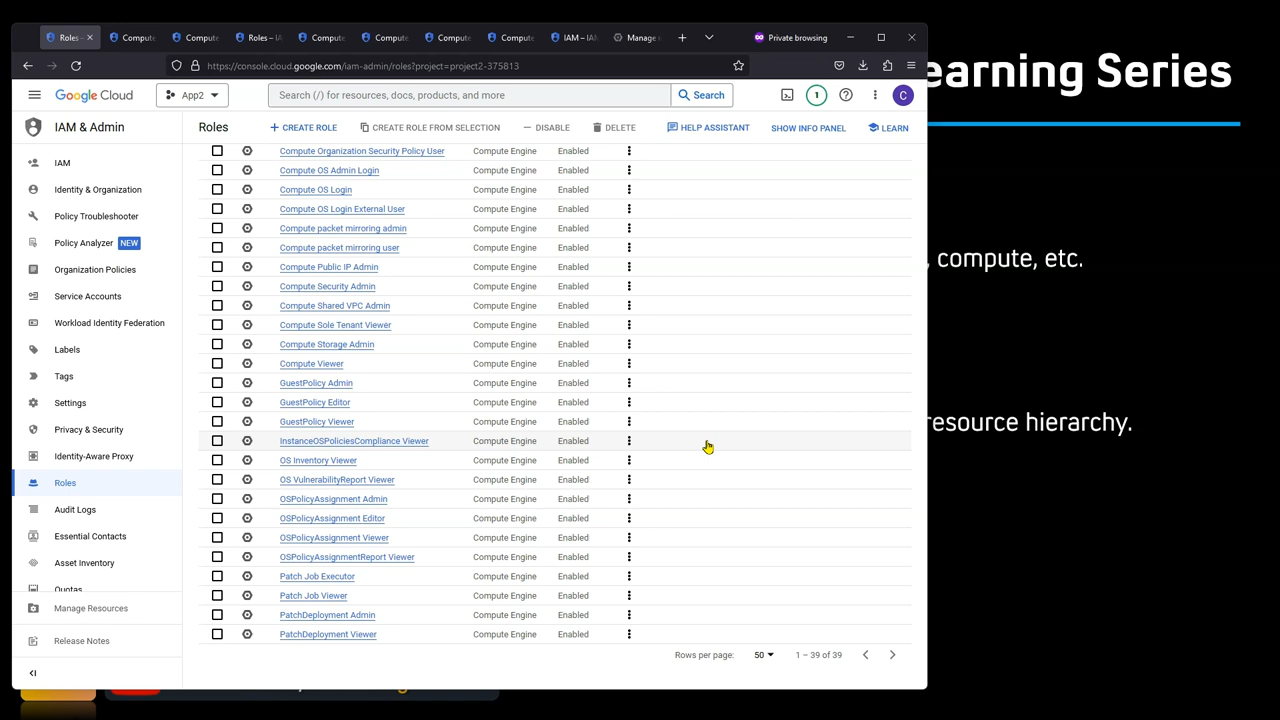 Roles –
Compute
Compute
Roles – IA
Compute
Compute
Compute
Compute
IAM – IAM
Manage
Private browsing
https://console.cloud.google.com/iam-admin/roles?project=project2-375813
Google Cloud
App2
Search (/) for resources, docs, products, and more
Search
1
C
IAM & Admin
Roles
CREATE ROLE
CREATE ROLE FROM SELECTION
DISABLE
DELETE
HELP ASSISTANT
SHOW INFO PANEL
LEARN
IAM
Identity & Organization
Policy Troubleshooter
Policy Analyzer NEW
Organization Policies
Service Accounts
Workload Identity Federation
Labels
Tags
Settings
Privacy & Security
Identity-Aware Proxy
Roles
Audit Logs
Essential Contacts
Asset Inventory
Quotas
Manage Resources
Release Notes
Compute Organization Security Policy User Compute Engine Enabled
Compute OS Admin Login Compute Engine Enabled
Compute OS Login Compute Engine Enabled
Compute OS Login External User Compute Engine Enabled
Compute packet mirroring admin Compute Engine Enabled
Compute packet mirroring user Compute Engine Enabled
Compute Public IP Admin Compute Engine Enabled
Compute Security Admin Compute Engine Enabled
Compute Shared VPC Admin Compute Engine Enabled
Compute Sole Tenant Viewer Compute Engine Enabled
Compute Storage Admin Compute Engine Enabled
Compute Viewer Compute Engine Enabled
GuestPolicy Admin Compute Engine Enabled
GuestPolicy Editor Compute Engine Enabled
GuestPolicy Viewer Compute Engine Enabled
InstanceOSPoliciesCompliance Viewer Compute Engine Enabled
OS Inventory Viewer Compute Engine Enabled
OS VulnerabilityReport Viewer Compute Engine Enabled
OSPolicyAssignment Admin Compute Engine Enabled
OSPolicyAssignment Editor Compute Engine Enabled
OSPolicyAssignment Viewer Compute Engine Enabled
OSPolicyAssignmentReport Viewer Compute Engine Enabled
Patch Job Executor Compute Engine Enabled
Patch Job Viewer Compute Engine Enabled
PatchDeployment Admin Compute Engine Enabled
PatchDeployment Viewer Compute Engine Enabled
Rows per page: 50 1 – 39 of 39
earning Series
, compute, etc.
resource hierarchy.